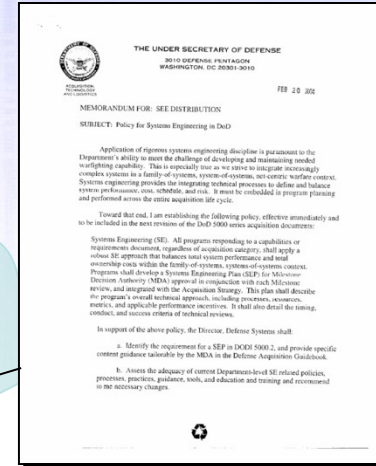 THE UNDER SECRETARY OF DEFENSE
3010 DEFENSE PENTAGON
WASHINGTON, DC 20301-3010
ACQUISITION,
TECHNOLOGY
AND LOGISTICS
FEB 20 2004
MEMORANDUM FOR: SEE DISTRIBUTION
SUBJECT: Policy for Systems Engineering in DoD
Application of rigorous systems engineering discipline is paramount to the
Department's ability to meet the challenge of developing and maintaining needed
warfighting capability. This is especially true as we strive to integrate increasingly
complex systems in a family-of-systems, system-of-systems, net-centric warfare context.
Systems engineering provides the integrating technical processes to define and balance
system performance, cost, schedule, and risk. It must be embedded in program planning
and performed across the entire acquisition life cycle.
Toward that end, I am establishing the following policy, effective immediately and
to be included in the next revision of the DoD 5000 series acquisition documents:
Systems Engineering (SE). All programs responding to a capabilities or
requirements document, regardless of acquisition category, shall apply a
robust SE approach that balances total system performance and total
ownership costs within the family-of-systems, systems-of-systems context.
Programs shall develop a Systems Engineering Plan (SEP) for Milestone
Decision Authority (MDA) approval in conjunction with each Milestone
review, and integrated with the Acquisition Strategy. This plan shall describe
the program's overall technical approach, including processes, resources,
metrics, and applicable performance incentives. It shall also detail the timing,
conduct, and success criteria of technical reviews.
In support of the above policy, the Director, Defense Systems shall:
a. Identify the requirement for a SEP in DODI 5000.2, and provide specific
content guidance tailorable by the MDA in the Defense Acquisition Guidebook.
b. Assess the adequacy of current Department-level SE related policies,
processes, practices, guidance, tools, and education and training and recommend
to me necessary changes.